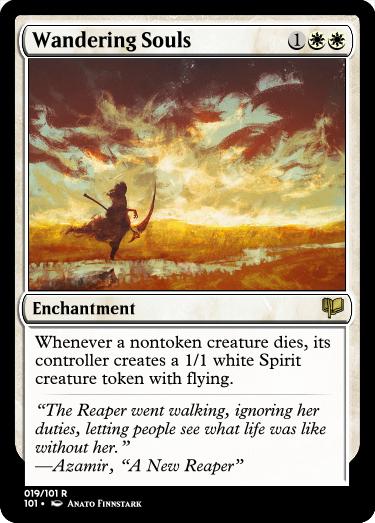 Wandering Souls 1
Enchantment
Whenever a nontoken creature dies, its
controller creates a 1/1 white Spirit
creature token with flying.
“The Reaper went walking, ignoring her
duties, letting people see what life was like
without her.”
—Azamir, “A New Reaper”
019/101 R
101 • Anato Finnstark